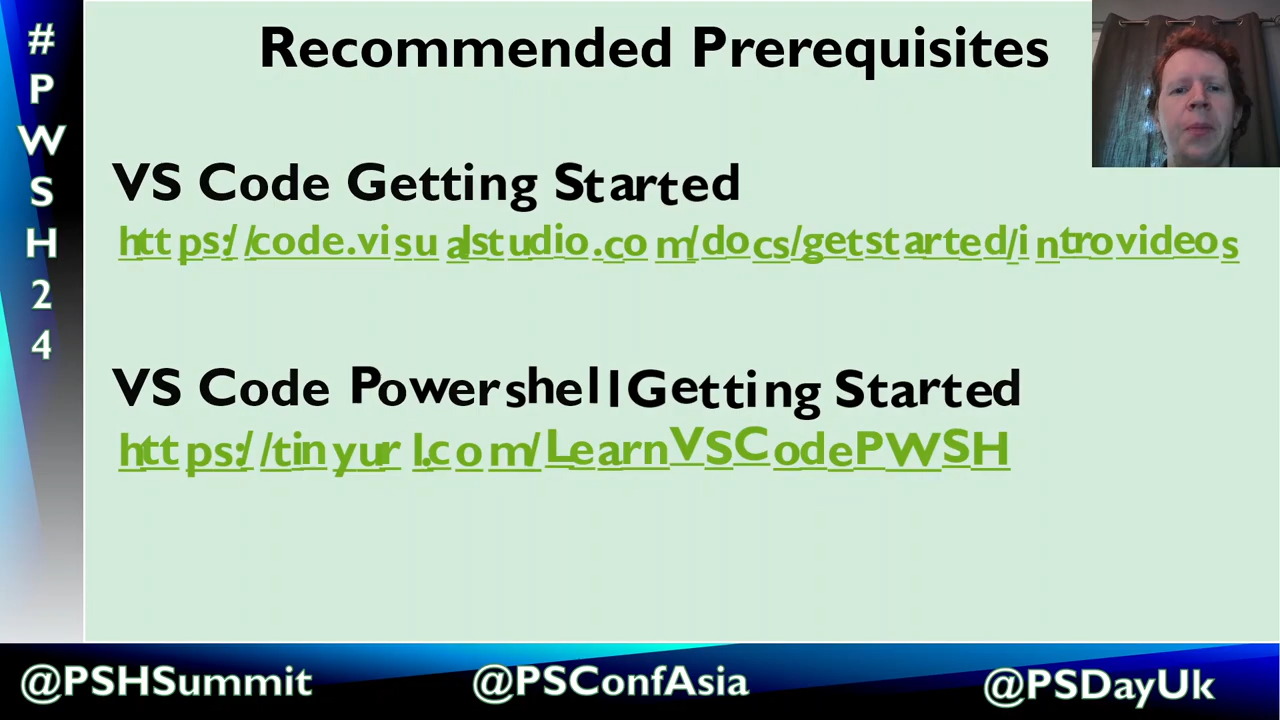 #PWSH24
Recommended Prerequisites
VS Code Getting Started
https://code.visualstudio.com/docs/getstarted/introvideos
VS Code Powershell Getting Started
https://tinyurl.com/LearnVSCodePWSH
@PSHSummit
@PSConfAsia
@PSDayUk